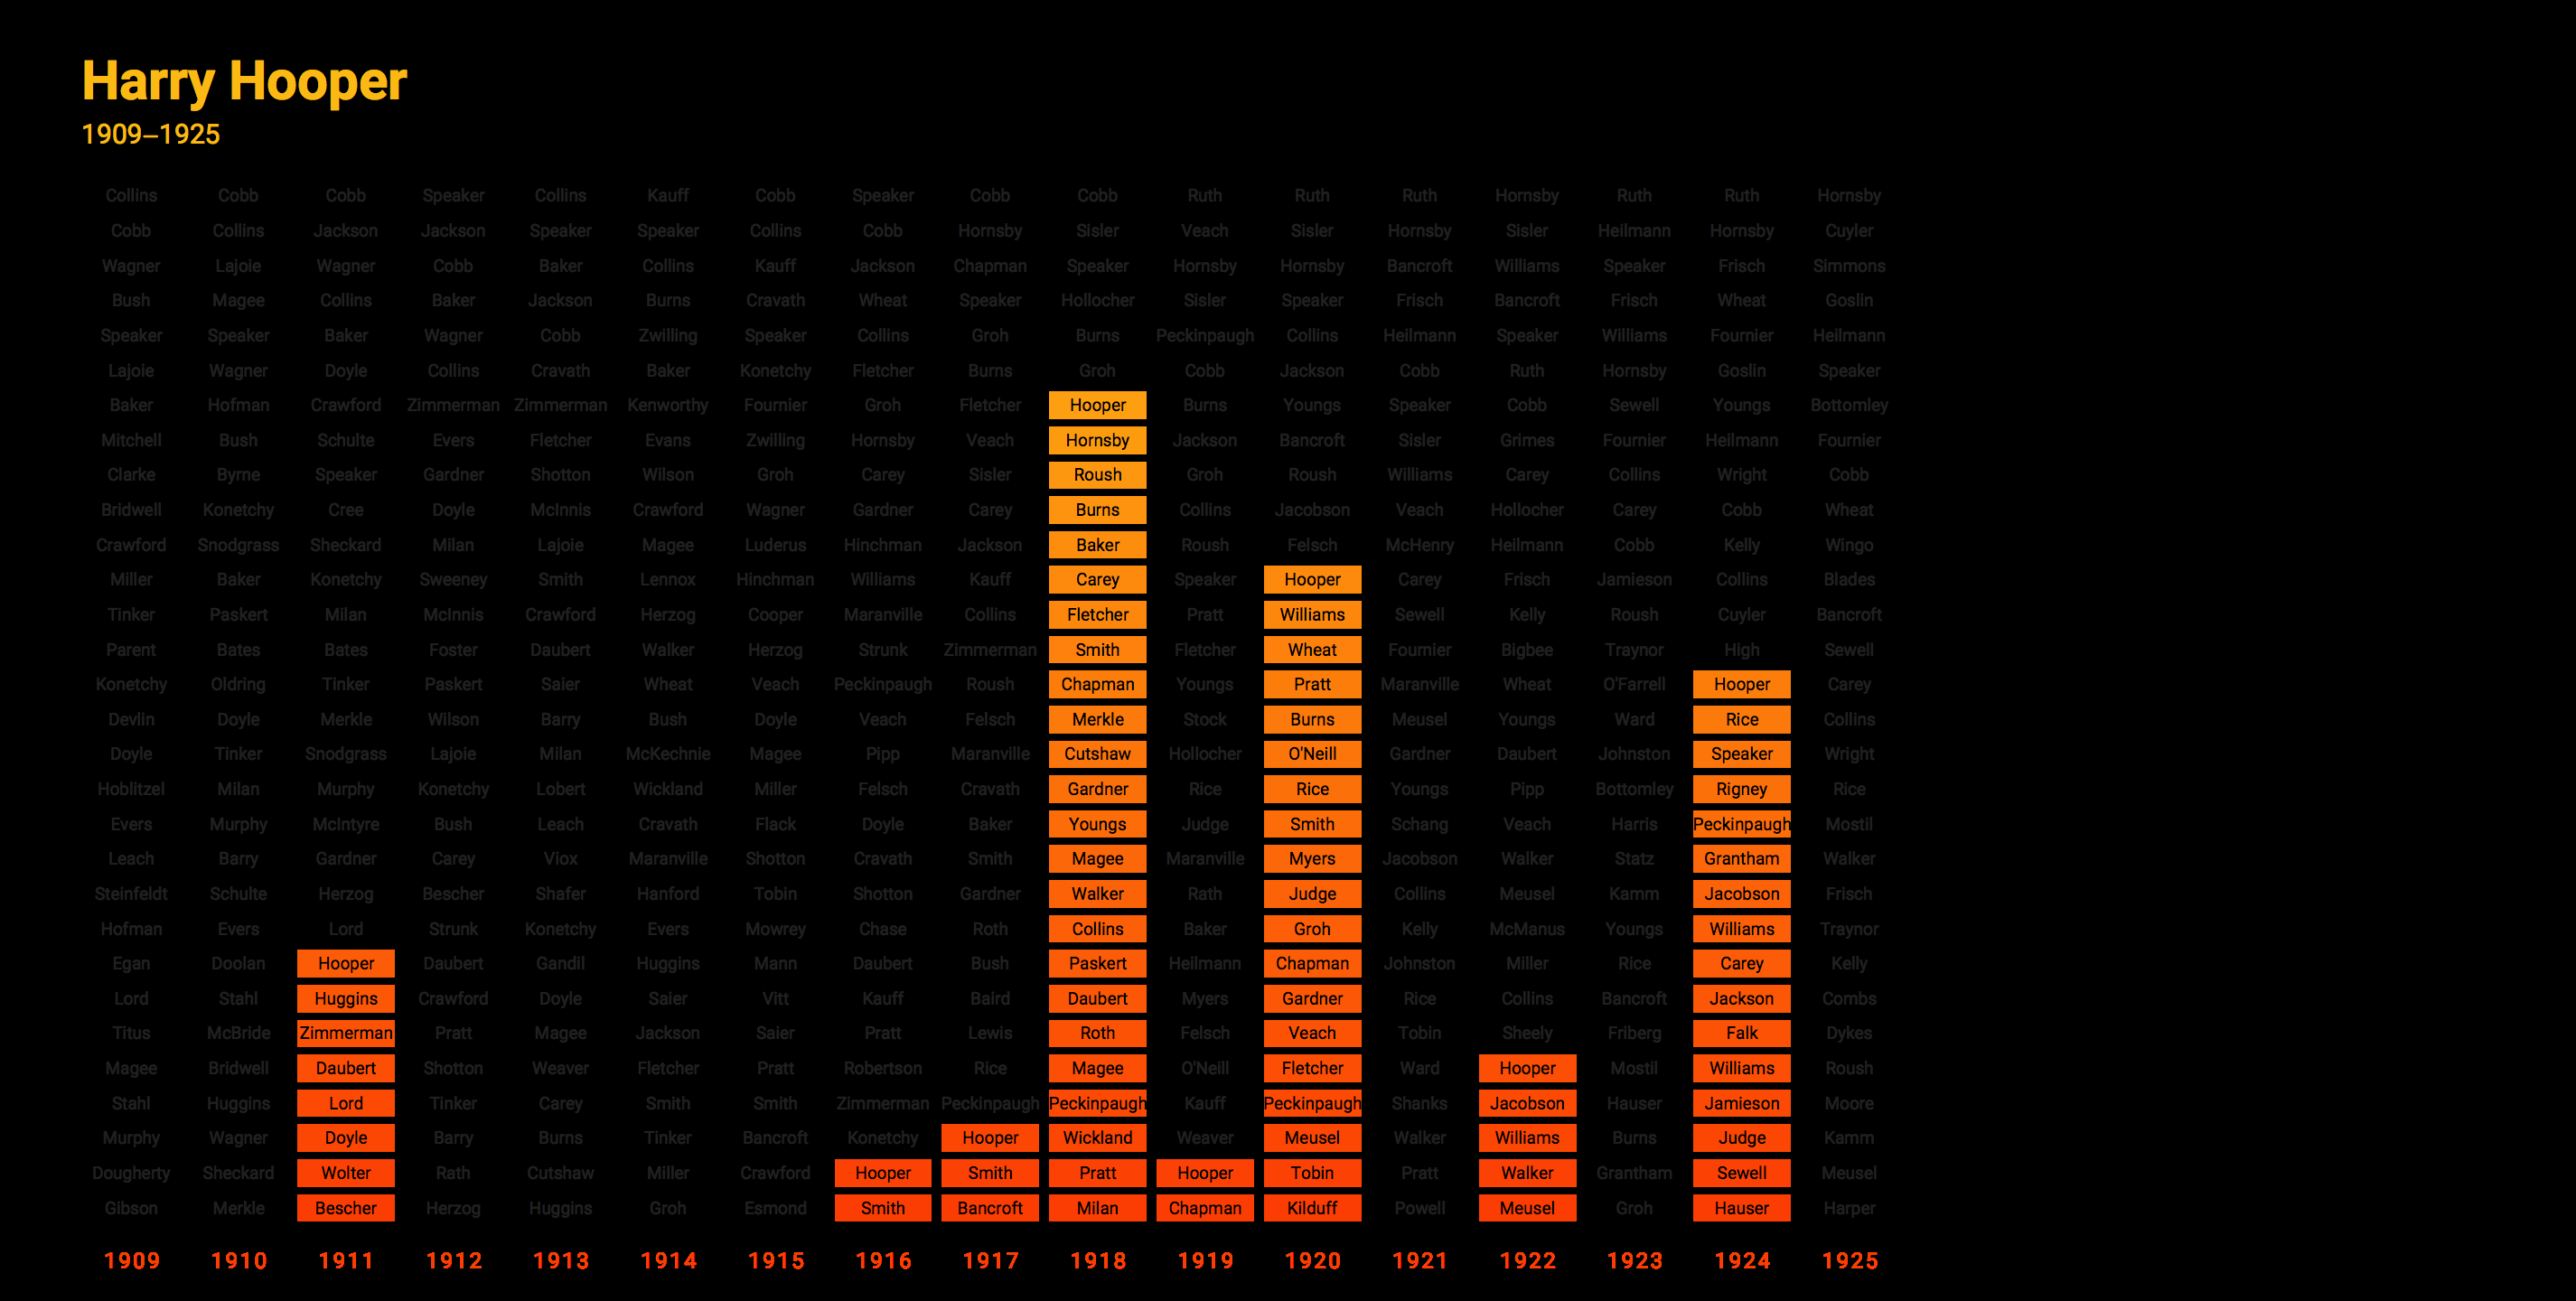 Harry Hooper
1909–1925
Collins Cobb Cobb Speaker Collins Kauff Cobb Speaker Cobb Cobb Ruth Ruth Ruth Hornsby Ruth Ruth Hornsby
Cobb Collins Jackson Jackson Speaker Speaker Collins Cobb Hornsby Sisler Veach Sisler Hornsby Sisler Heilmann Hornsby Cuyler
Wagner Lajoie Wagner Cobb Baker Collins Kauff Jackson Chapman Speaker Hornsby Hornsby Bancroft Williams Speaker Frisch Simmons
Bush Magee Collins Baker Jackson Burns Cravath Wheat Speaker Hollocher Sisler Speaker Frisch Bancroft Frisch Wheat Goslin
Speaker Speaker Baker Wagner Cobb Zwilling Speaker Collins Groh Burns Peckinpaugh Collins Heilmann Speaker Williams Fournier Heilmann
Lajoie Wagner Doyle Collins Cravath Baker Konetchy Fletcher Burns Groh Cobb Jackson Cobb Ruth Hornsby Goslin Speaker
Baker Hofman Crawford Zimmerman Zimmerman Kenworthy Fournier Groh Fletcher Hooper Burns Youngs Speaker Cobb Sewell Youngs Bottomley
Mitchell Bush Schulte Evers Fletcher Evans Zwilling Hornsby Veach Hornsby Jackson Bancroft Sisler Grimes Fournier Heilmann Fournier
Clarke Byrne Speaker Gardner Shotton Wilson Groh Carey Sisler Roush Groh Roush Williams Carey Collins Wright Cobb
Bridwell Konetchy Cree Doyle McInnis Crawford Wagner Gardner Carey Burns Collins Jacobson Veach Hollocher Carey Cobb Wheat
Crawford Snodgrass Sheckard Milan Lajoie Magee Luderus Hinchman Jackson Baker Roush Felsch McHenry Heilmann Cobb Kelly Wingo
Miller Baker Konetchy Sweeney Smith Lennox Hinchman Williams Kauff Carey Speaker Hooper Carey Frisch Jamieson Collins Blades
Tinker Paskert Milan McInnis Crawford Herzog Cooper Maranville Collins Fletcher Pratt Williams Sewell Kelly Roush Cuyler Bancroft
Parent Bates Bates Foster Daubert Walker Herzog Strunk Zimmerman Smith Fletcher Wheat Fournier Bigbee Traynor High Sewell
Konetchy Oldring Tinker Paskert Saier Wheat Veach Peckinpaugh Roush Chapman Youngs Pratt Maranville Wheat O'Farrell Hooper Carey
Devlin Doyle Merkle Wilson Barry Bush Doyle Veach Felsch Merkle Stock Burns Meusel Youngs Ward Rice Collins
Doyle Tinker Snodgrass Lajoie Milan McKechnie Magee Pipp Maranville Cutshaw Hollocher O'Neill Gardner Daubert Johnston Speaker Wright
Hoblitzel Milan Murphy Konetchy Lobert Wickland Miller Felsch Cravath Gardner Rice Rice Youngs Pipp Bottomley Rigney Rice
Evers Murphy McIntyre Bush Leach Cravath Flack Doyle Baker Youngs Judge Smith Schang Veach Harris Peckinpaugh Mostil
Leach Barry Gardner Carey Viox Maranville Shotton Cravath Smith Magee Maranville Myers Jacobson Walker Statz Grantham Walker
Steinfeldt Schulte Herzog Bescher Shafer Hanford Tobin Shotton Gardner Walker Rath Judge Collins Meusel Kamm Jacobson Frisch
Hofman Evers Lord Strunk Konetchy Evers Mowrey Chase Roth Collins Baker Groh Kelly McManus Youngs Williams Traynor
Egan Doolan Hooper Daubert Gandil Huggins Mann Daubert Bush Paskert Heilmann Chapman Johnston Miller Rice Carey Kelly
Lord Stahl Huggins Crawford Doyle Saier Vitt Kauff Baird Daubert Myers Gardner Rice Collins Bancroft Jackson Combs
Titus McBride Zimmerman Pratt Magee Jackson Saier Pratt Lewis Roth Felsch Veach Tobin Sheely Friberg Falk Dykes
Magee Bridwell Daubert Shotton Weaver Fletcher Pratt Robertson Rice Magee O'Neill Fletcher Ward Hooper Mostil Williams Roush
Stahl Huggins Lord Tinker Carey Smith Smith Zimmerman Peckinpaugh Peckinpaugh Kauff Peckinpaugh Shanks Jacobson Hauser Jamieson Moore
Murphy Wagner Doyle Barry Burns Tinker Bancroft Konetchy Hooper Wickland Weaver Meusel Walker Williams Burns Judge Kamm
Dougherty Sheckard Wolter Rath Cutshaw Miller Crawford Hooper Smith Pratt Hooper Tobin Pratt Walker Grantham Sewell Meusel
Gibson Merkle Bescher Herzog Huggins Groh Esmond Smith Bancroft Milan Chapman Kilduff Powell Meusel Groh Hauser Harper
1909 1910 1911 1912 1913 1914 1915 1916 1917 1918 1919 1920 1921 1922 1923 1924 1925